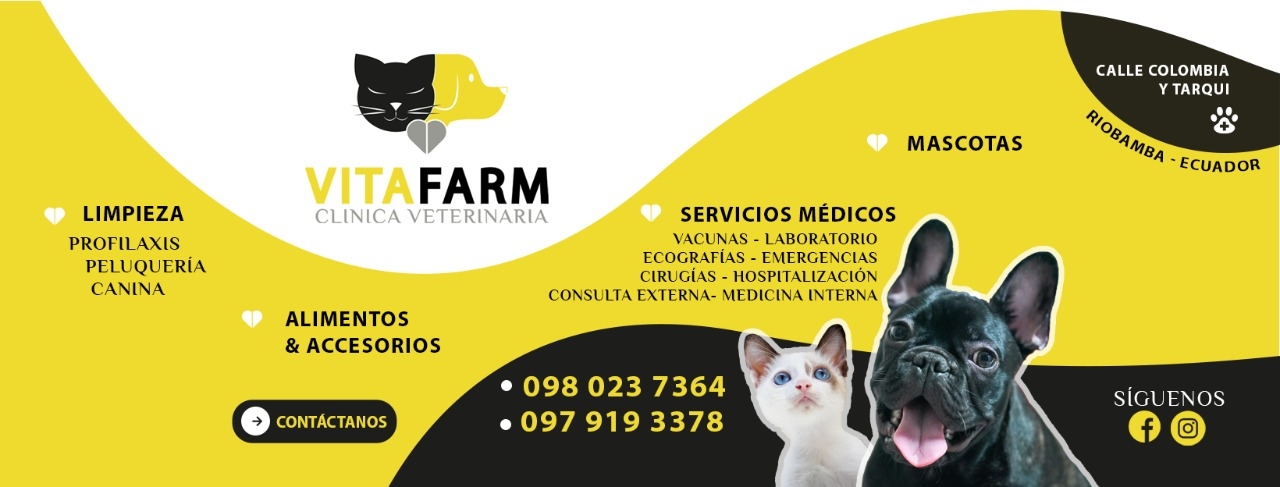 CALLE COLOMBIA
Y TARQUI
RIOBAMBA - ECUADOR
MASCOTAS
VITAFARM
CLINICA VETERINARIA
LIMPIEZA
PROFILAXIS
PELUQUERÍA
CANINA
SERVICIOS MÉDICOS
VACUNAS - LABORATORIO
ECOGRAFÍAS - EMERGENCIAS
CIRUGÍAS - HOSPITALIZACIÓN
CONSULTA EXTERNA- MEDICINA INTERNA
ALIMENTOS
& ACCESORIOS
CONTÁCTANOS
098 023 7364
097 919 3378
SÍGUENOS